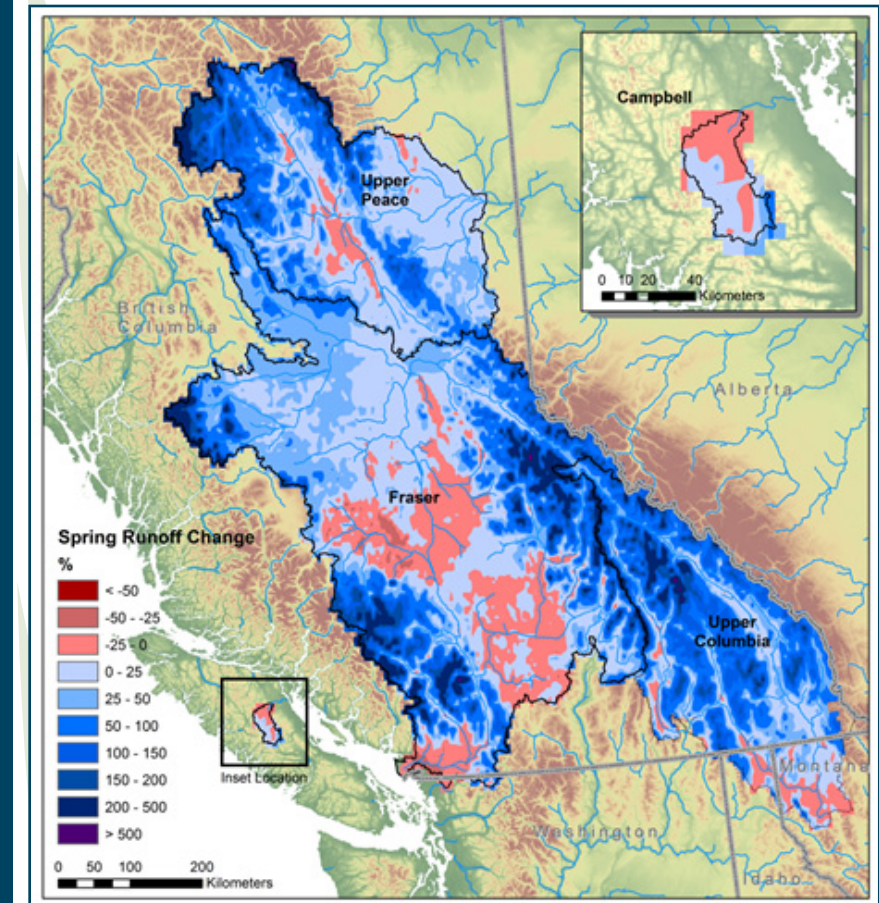 Campbell
0 10 20 40
Kilometers
Upper
Peace
British
Columbia
Alberta
Fraser
Spring Runoff Change
%
< -50
-50 - -25
-25 - 0
0 - 25
25 - 50
50 - 100
100 - 150
150 - 200
200 - 500
> 500
Upper
Columbia
Inset Location
Montana
Washington
Idaho
0 50 100 200
Kilometers